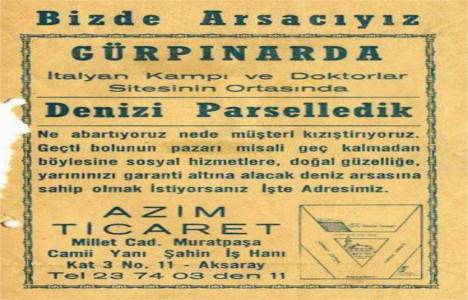 Bizde Arsacıyız
GÜRPINARDA
İtalyan Kampı ve Doktorlar
Sitesinin Ortasında
Denizi Parselledik
Ne abartıyoruz nede müşteri kızıştırıyoruz.
Geçti bolunun pazarı misali geç kalmadan
böylesine sosyal hizmetlere, doğal güzelliğe,
yarınınızı garanti altına alacak deniz arsasına
sahip olmak İstiyorsanız İşte Adresimiz.
AZİM
TİCARET
Millet Cad. Muratpaşa
Camii Yanı Şahin İş Hanı
Kat 3 No. 11 - Aksaray
Tel 23 74 03 den 11